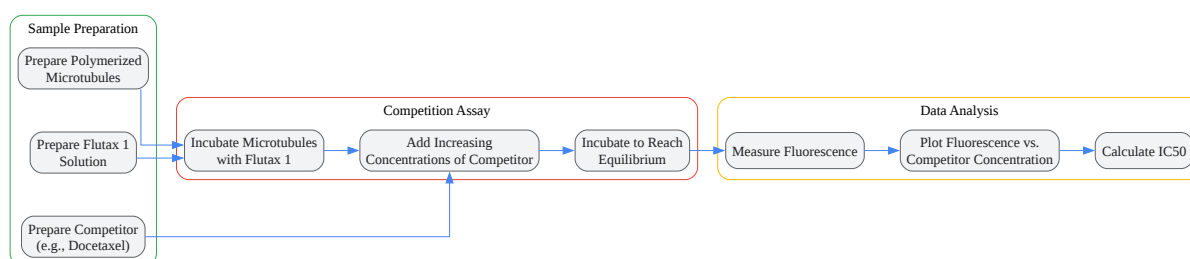 Sample Preparation
Prepare Polymerized
Microtubules
Prepare Flutax 1
Solution
Prepare Competitor
(e.g., Docetaxel)
Competition Assay
Incubate Microtubules
with Flutax 1
Add Increasing
Concentrations of Competitor
Incubate to Reach
Equilibrium
Data Analysis
Measure Fluorescence
Plot Fluorescence vs.
Competitor Concentration
Calculate IC50